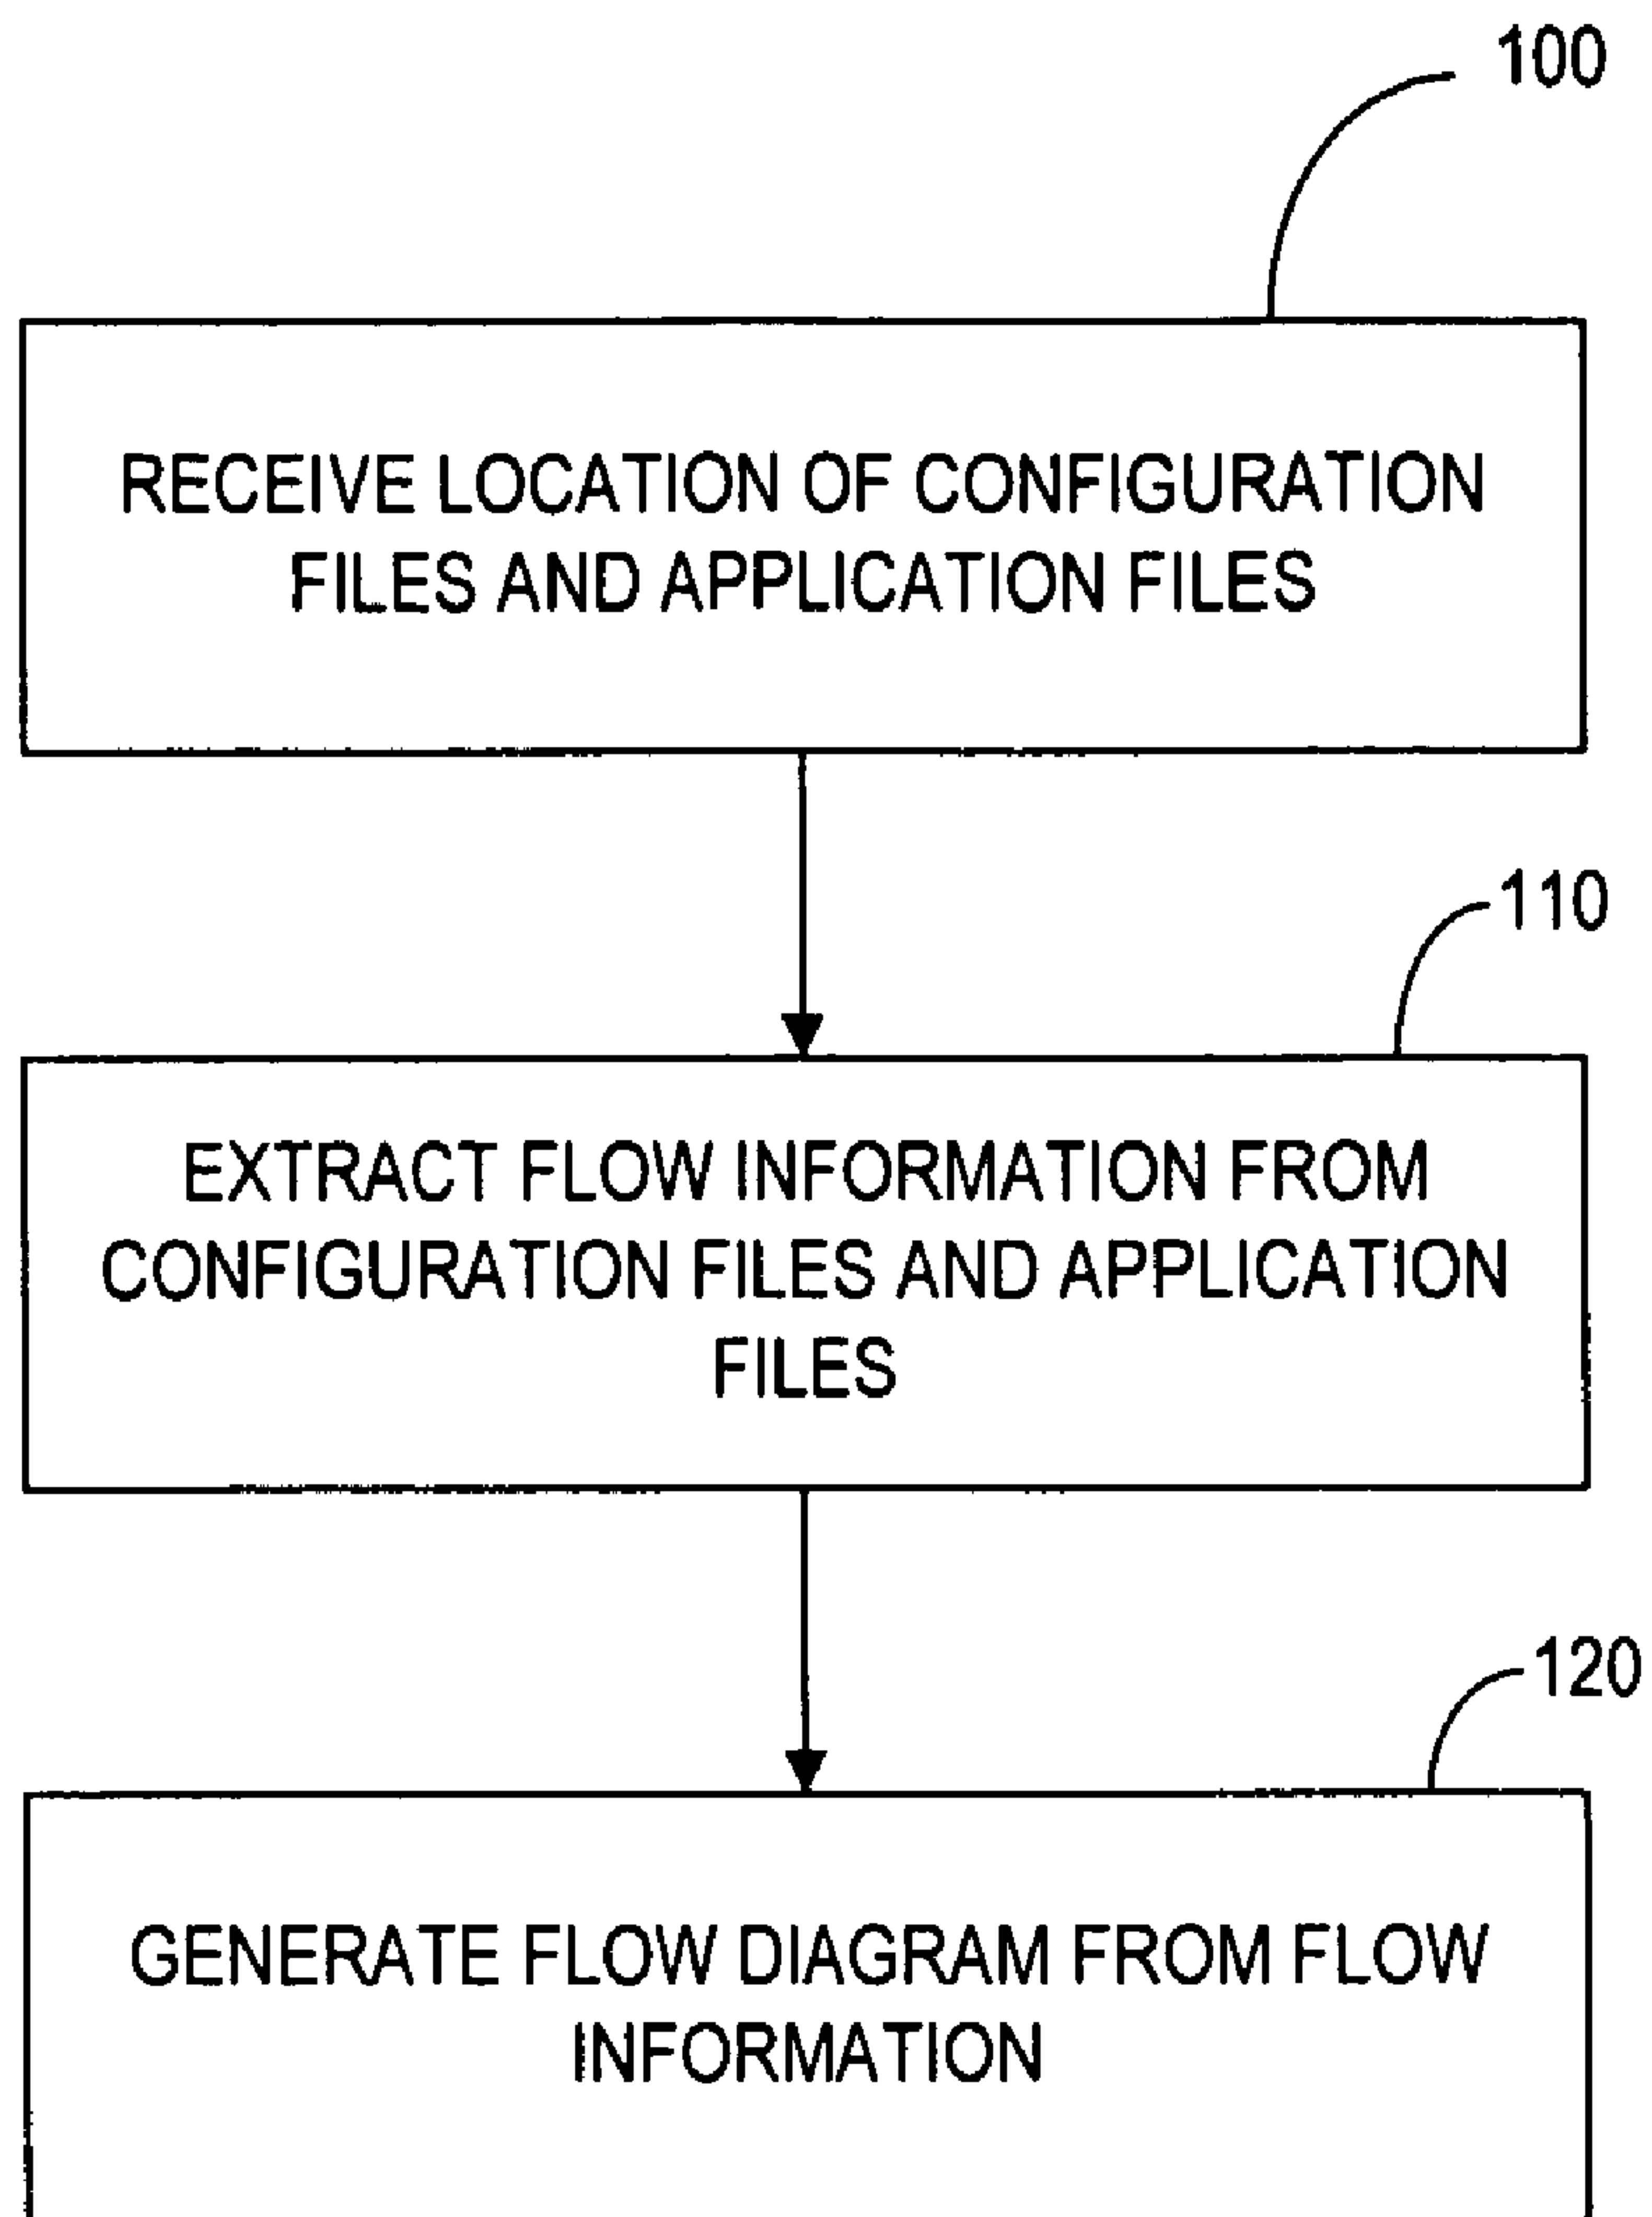 100
RECEIVE LOCATION OF CONFIGURATION
FILES AND APPLICATION FILES
110
EXTRACT FLOW INFORMATION FROM
CONFIGURATION FILES AND APPLICATION
FILES
120
GENERATE FLOW DIAGRAM FROM FLOW
INFORMATION